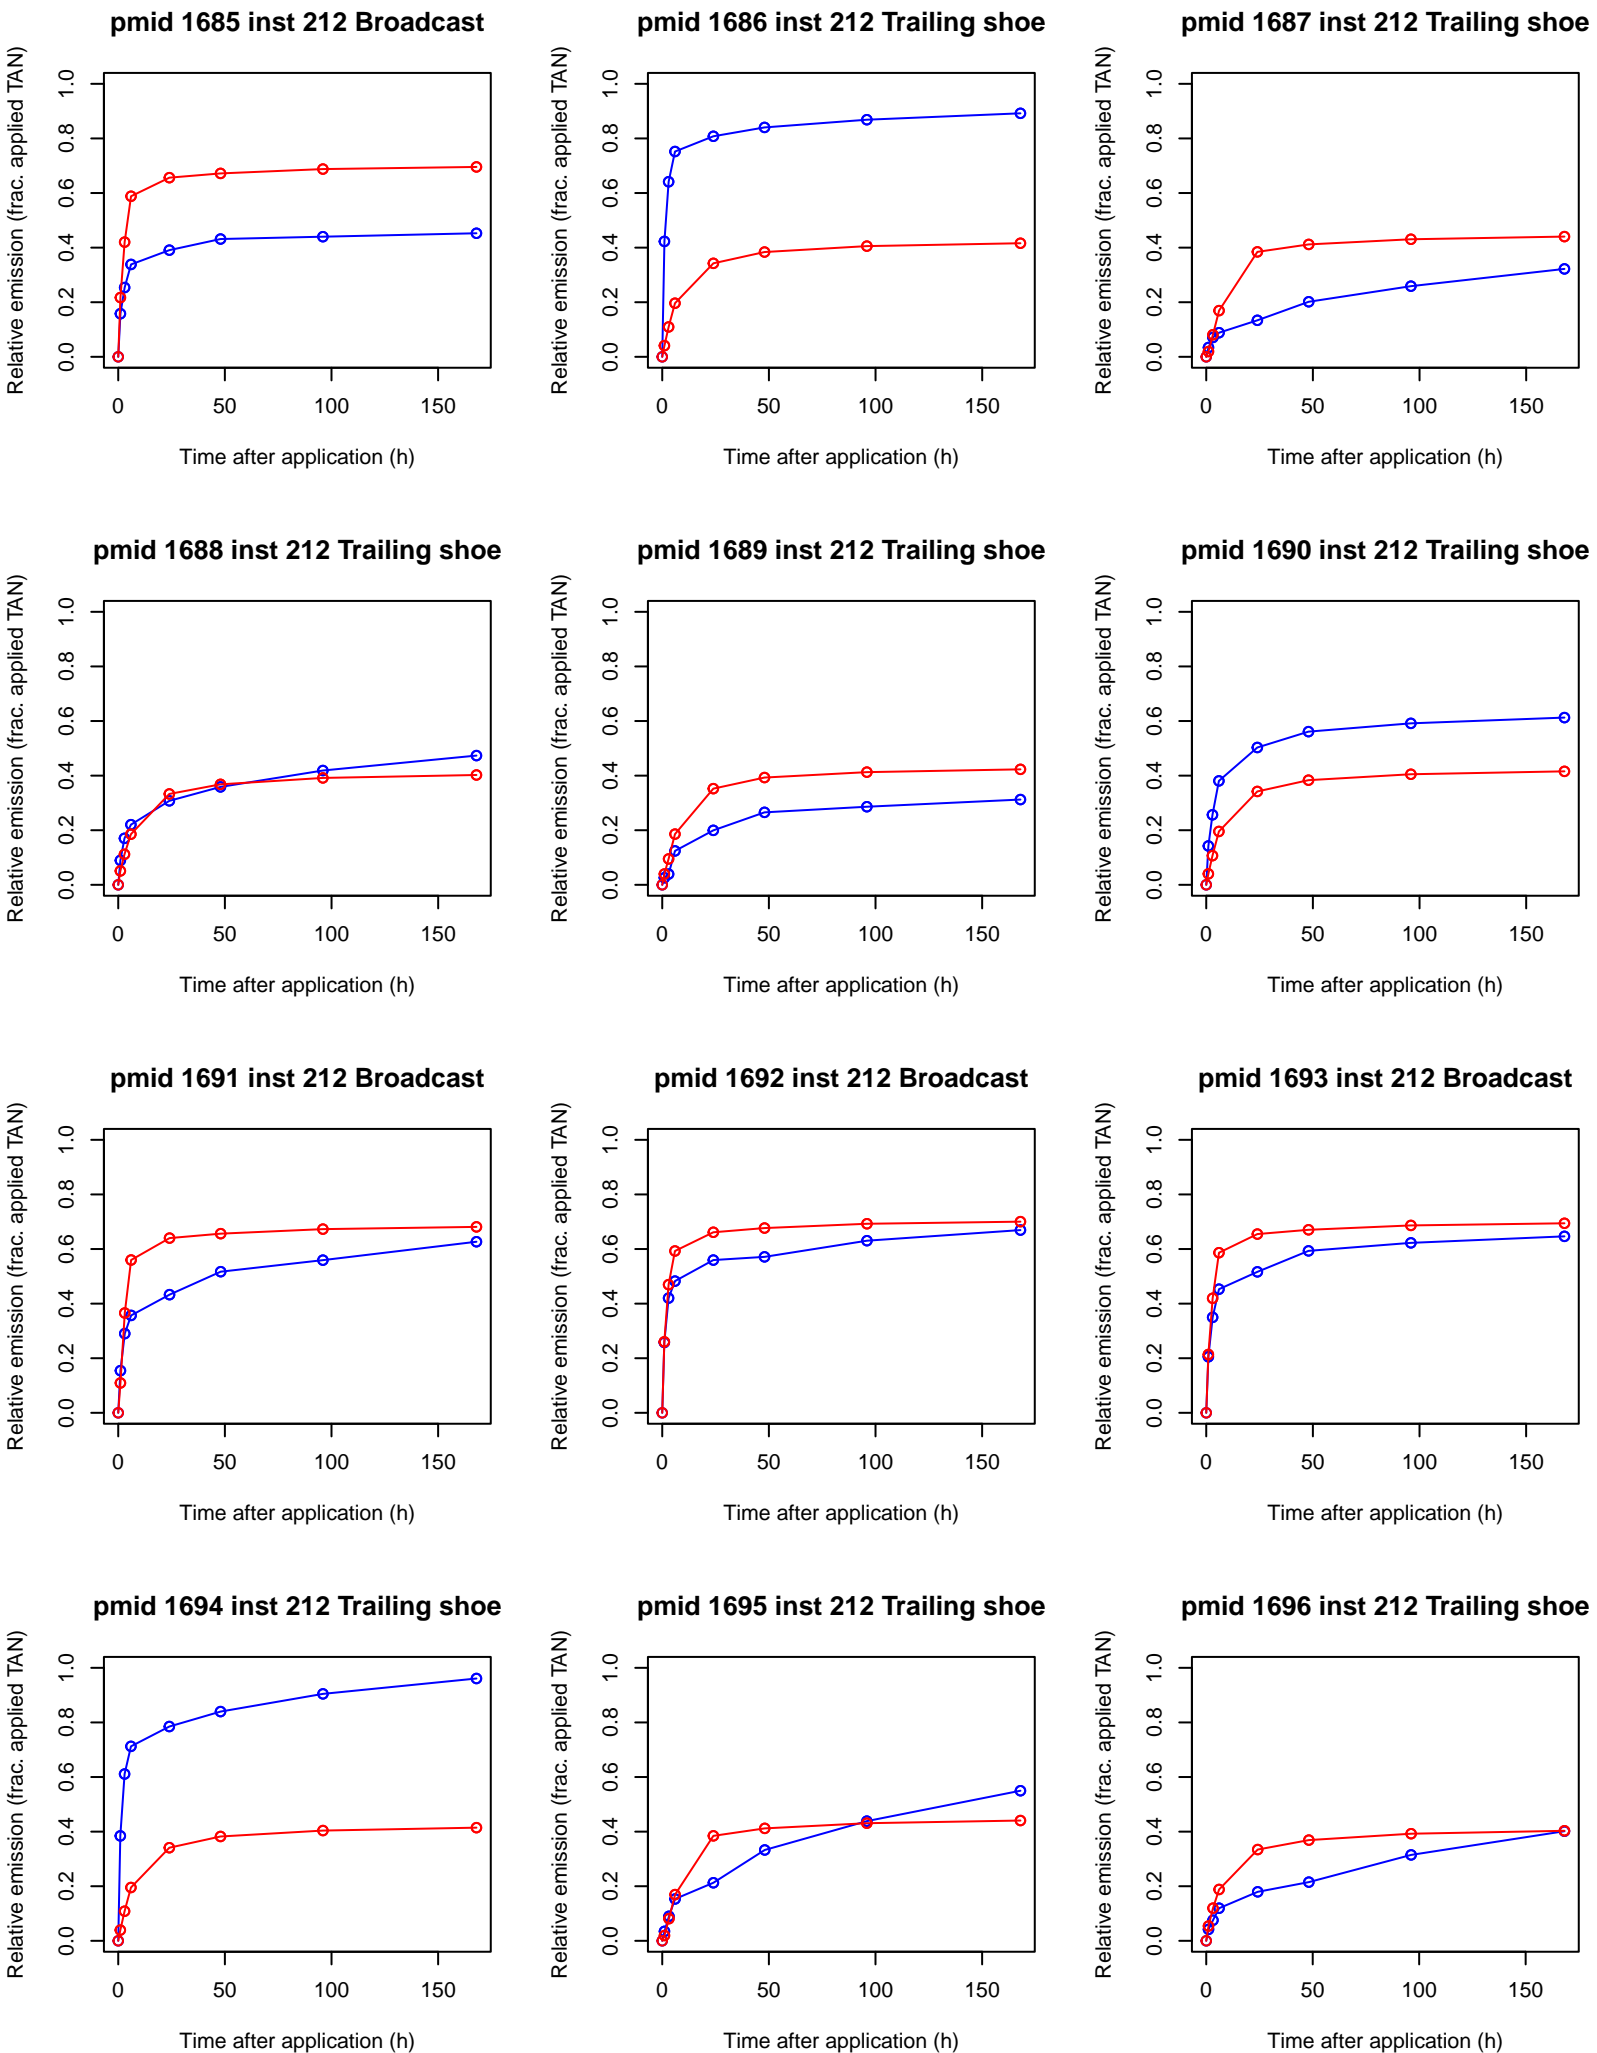 pmid 1685 inst 212 Broadcast
Relative emission (frac. applied TAN)
0.0 0.2 0.4 0.6 0.8 1.0
0 50 100 150
Time after application (h)
pmid 1686 inst 212 Trailing shoe
Relative emission (frac. applied TAN)
0.0 0.2 0.4 0.6 0.8 1.0
0 50 100 150
Time after application (h)
pmid 1687 inst 212 Trailing shoe
Relative emission (frac. applied TAN)
0.0 0.2 0.4 0.6 0.8 1.0
0 50 100 150
Time after application (h)
pmid 1688 inst 212 Trailing shoe
Relative emission (frac. applied TAN)
0.0 0.2 0.4 0.6 0.8 1.0
0 50 100 150
Time after application (h)
pmid 1689 inst 212 Trailing shoe
Relative emission (frac. applied TAN)
0.0 0.2 0.4 0.6 0.8 1.0
0 50 100 150
Time after application (h)
pmid 1690 inst 212 Trailing shoe
Relative emission (frac. applied TAN)
0.0 0.2 0.4 0.6 0.8 1.0
0 50 100 150
Time after application (h)
pmid 1691 inst 212 Broadcast
Relative emission (frac. applied TAN)
0.0 0.2 0.4 0.6 0.8 1.0
0 50 100 150
Time after application (h)
pmid 1692 inst 212 Broadcast
Relative emission (frac. applied TAN)
0.0 0.2 0.4 0.6 0.8 1.0
0 50 100 150
Time after application (h)
pmid 1693 inst 212 Broadcast
Relative emission (frac. applied TAN)
0.0 0.2 0.4 0.6 0.8 1.0
0 50 100 150
Time after application (h)
pmid 1694 inst 212 Trailing shoe
Relative emission (frac. applied TAN)
0.0 0.2 0.4 0.6 0.8 1.0
0 50 100 150
Time after application (h)
pmid 1695 inst 212 Trailing shoe
Relative emission (frac. applied TAN)
0.0 0.2 0.4 0.6 0.8 1.0
0 50 100 150
Time after application (h)
pmid 1696 inst 212 Trailing shoe
Relative emission (frac. applied TAN)
0.0 0.2 0.4 0.6 0.8 1.0
0 50 100 150
Time after application (h)